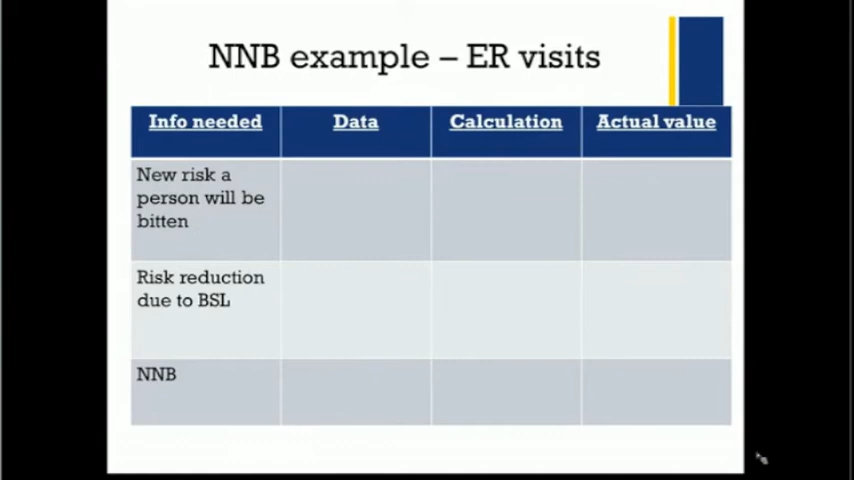 NNB example – ER visits
Info needed
Data
Calculation
Actual value
New risk a
person will be
bitten
Risk reduction
due to BSL
NNB